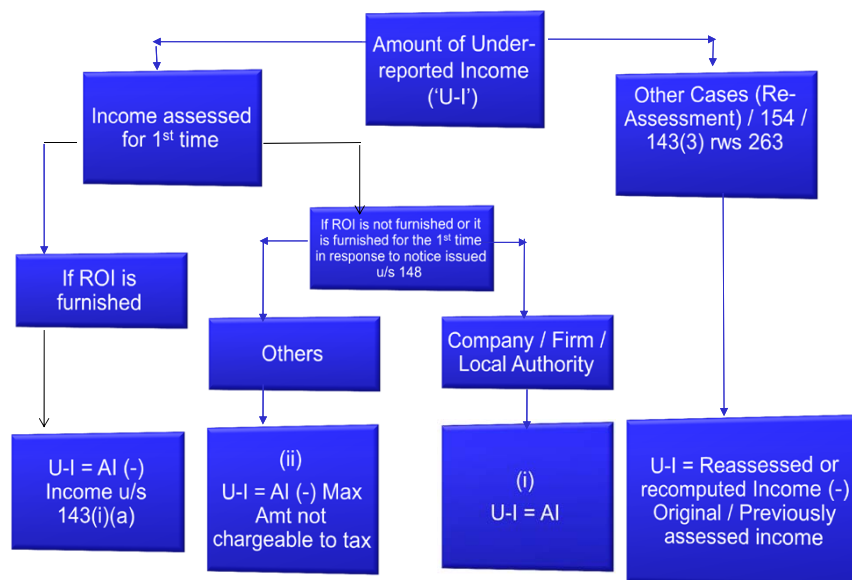 Amount of Under-
reported Income
(‘U-I’)
Income assessed
for 1st time
Other Cases (Re-
Assessment) / 154 /
143(3) rws 263
If ROI is not furnished or it
is furnished for the 1st time
in response to notice issued
u/s 148
If ROI is
furnished
Others
Company / Firm /
Local Authority
U-I = AI (-)
Income u/s
143(i)(a)
(ii)
U-I = AI (-) Max
Amt not
chargeable to tax
(i)
U-I = AI
U-I = Reassessed or
recomputed Income (-)
Original / Previously
assessed income